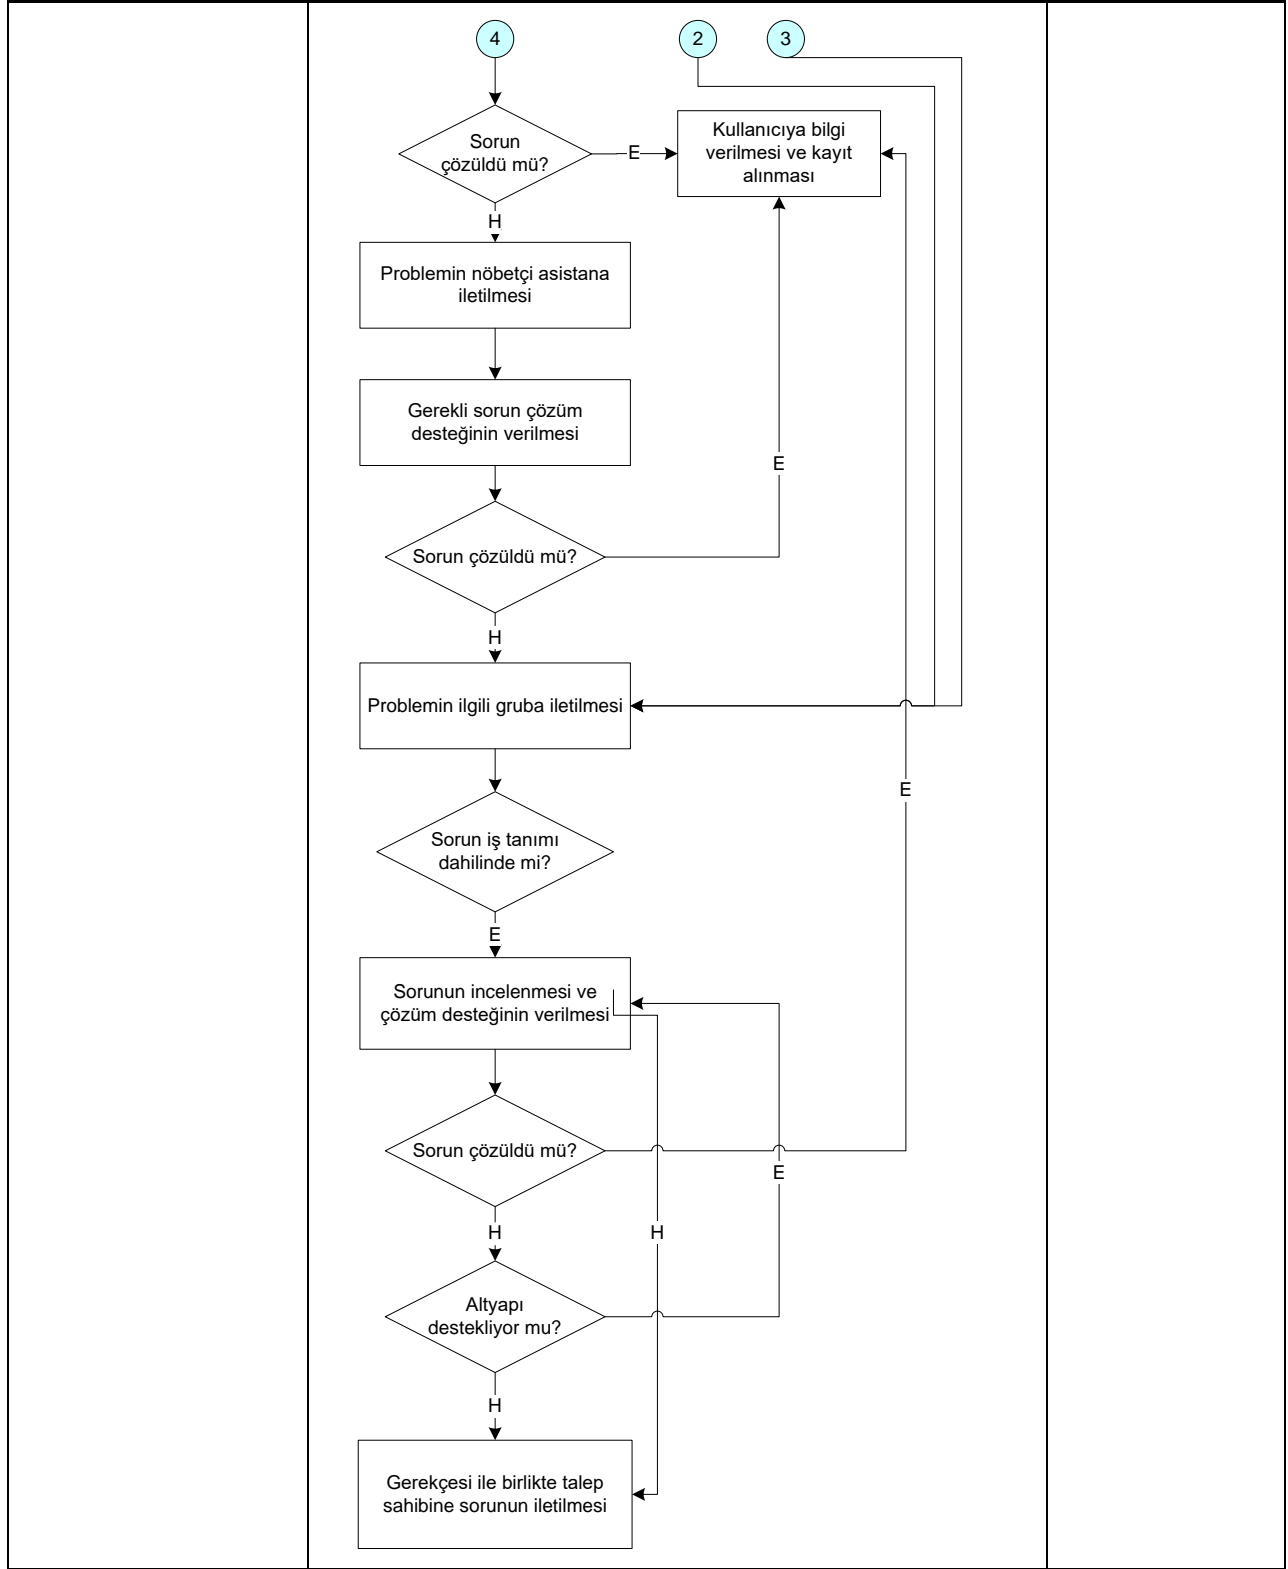 4
2
3
Sorun
çözüldü mü?
E
Kullanıcıya bilgi
verilmesi ve kayıt
alınması
H
Problemin nöbetçi asistana
iletilmesi
Gerekli sorun çözüm
desteğinin verilmesi
E
Sorun çözüldü mü?
H
Problemin ilgili gruba iletilmesi
E
Sorun iş tanımı
dahilinde mi?
E
Sorunun incelenmesi ve
çözüm desteğinin verilmesi
Sorun çözüldü mü?
E
H
H
Altyapı
destekliyor mu?
H
Gerekçesi ile birlikte talep
sahibine sorunun iletilmesi